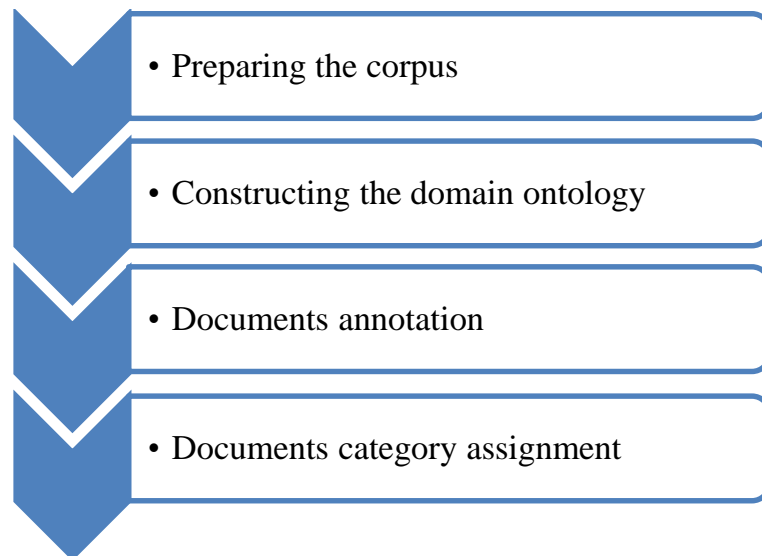 • Preparing the corpus
• Constructing the domain ontology
• Documents annotation
• Documents category assignment